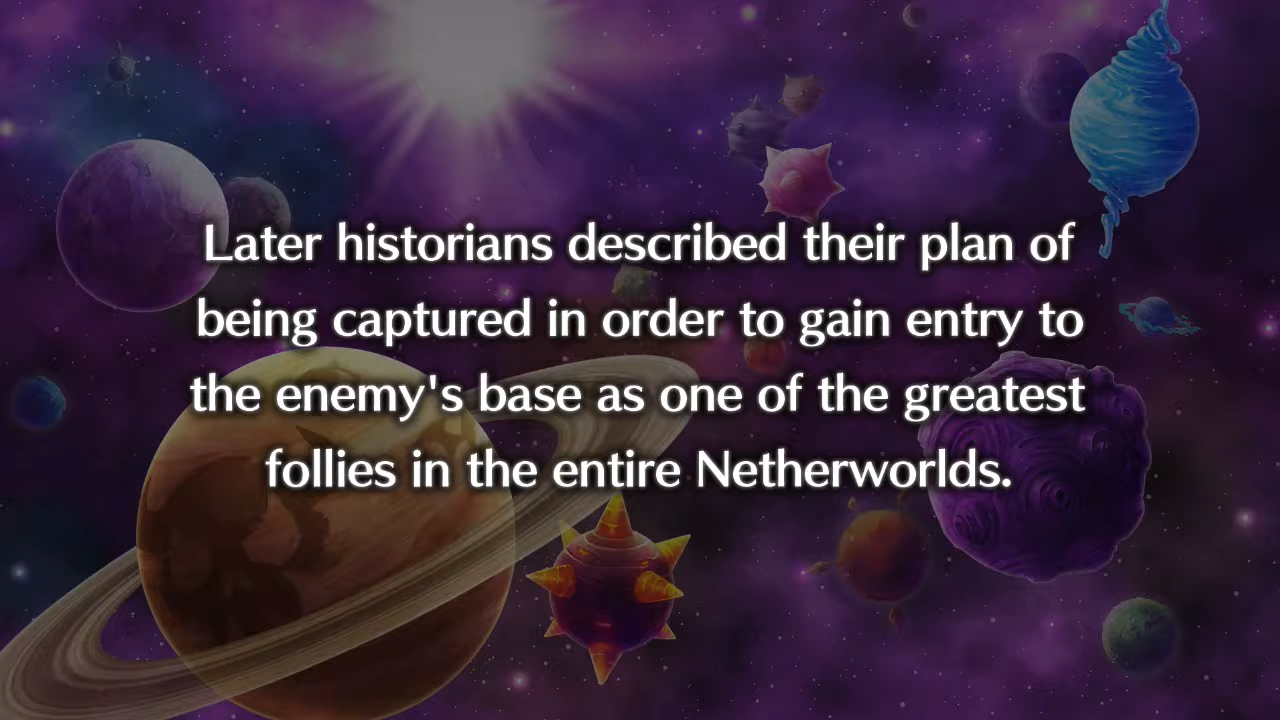 Later historians described their plan of
being captured in order to gain entry to
the enemy's base as one of the greatest
follies in the entire Netherworlds.